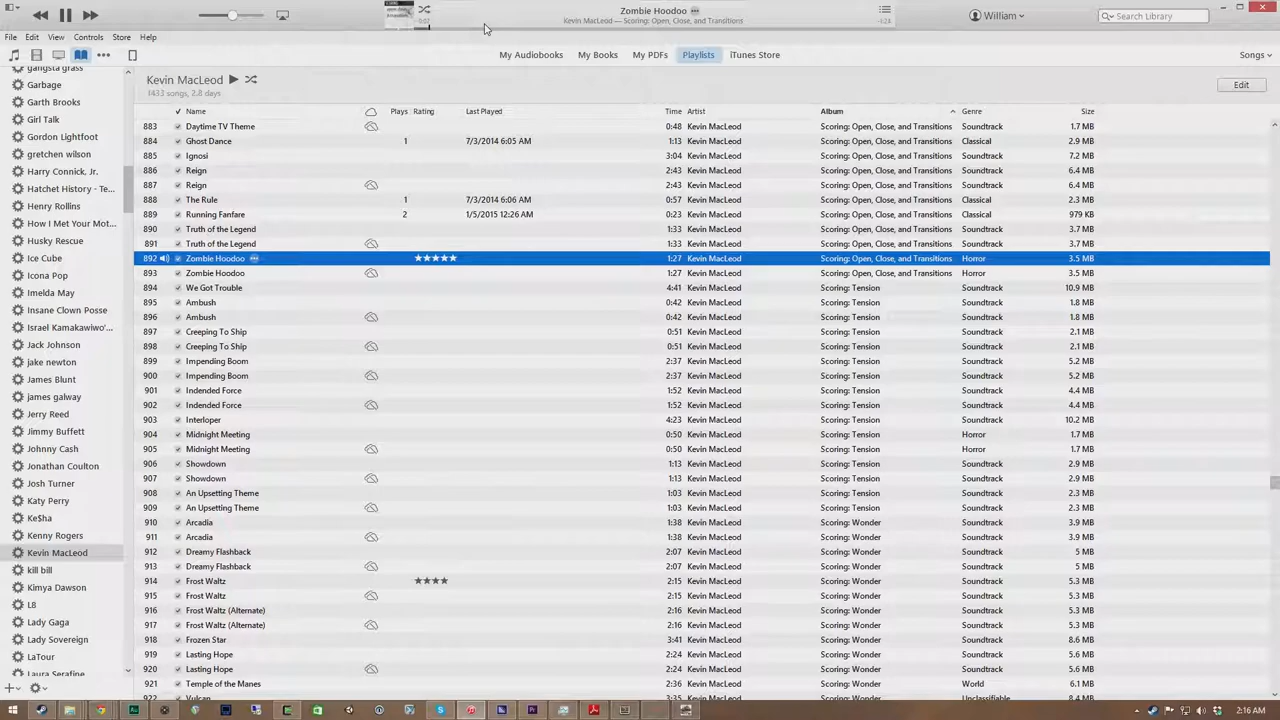 Zombie Hoodoo
Kevin MacLeod — Scoring: Open, Close, and Transitions
0:02
-1:24
William
Search Library
File Edit View Controls Store Help
My Audiobooks My Books My PDFs Playlists iTunes Store
Songs
gangsta grass
Garbage
Garth Brooks
Girl Talk
Gordon Lightfoot
gretchen wilson
Harry Connick, Jr.
Hatchet History - Te...
Henry Rollins
How I Met Your Mot...
Husky Rescue
Ice Cube
Icona Pop
Imelda May
Insane Clown Posse
Israel Kamakawiwo'...
Jack Johnson
jake newton
James Blunt
james galway
Jerry Reed
Jimmy Buffett
Johnny Cash
Jonathan Coulton
Josh Turner
Katy Perry
Ke$ha
Kenny Rogers
Kevin MacLeod
kill bill
Kimya Dawson
L8
Lady Gaga
Lady Sovereign
LaTour
Laura Serafine
Kevin MacLeod
1433 songs, 2.8 days
Edit
Name Plays Rating Last Played Time Artist Album Genre Size
883 Daytime TV Theme 0:48 Kevin MacLeod Scoring: Open, Close, and Transitions Soundtrack 1.7 MB
884 Ghost Dance 1 7/3/2014 6:05 AM 1:13 Kevin MacLeod Scoring: Open, Close, and Transitions Classical 2.9 MB
885 Ignosi 3:04 Kevin MacLeod Scoring: Open, Close, and Transitions Soundtrack 7.2 MB
886 Reign 2:43 Kevin MacLeod Scoring: Open, Close, and Transitions Soundtrack 6.4 MB
887 Reign 2:43 Kevin MacLeod Scoring: Open, Close, and Transitions Soundtrack 6.4 MB
888 The Rule 1 7/3/2014 6:06 AM 0:57 Kevin MacLeod Scoring: Open, Close, and Transitions Classical 2.3 MB
889 Running Fanfare 2 1/5/2015 12:26 AM 0:23 Kevin MacLeod Scoring: Open, Close, and Transitions Classical 979 KB
890 Truth of the Legend 1:33 Kevin MacLeod Scoring: Open, Close, and Transitions Soundtrack 3.7 MB
891 Truth of the Legend 1:33 Kevin MacLeod Scoring: Open, Close, and Transitions Soundtrack 3.7 MB
892 Zombie Hoodoo ★★★★★ 1:27 Kevin MacLeod Scoring: Open, Close, and Transitions Horror 3.5 MB
893 Zombie Hoodoo 1:27 Kevin MacLeod Scoring: Open, Close, and Transitions Horror 3.5 MB
894 We Got Trouble 4:41 Kevin MacLeod Scoring: Tension Soundtrack 10.9 MB
895 Ambush 0:42 Kevin MacLeod Scoring: Tension Soundtrack 1.8 MB
896 Ambush 0:42 Kevin MacLeod Scoring: Tension Soundtrack 1.8 MB
897 Creeping To Ship 0:51 Kevin MacLeod Scoring: Tension Soundtrack 2.1 MB
898 Creeping To Ship 0:51 Kevin MacLeod Scoring: Tension Soundtrack 2.1 MB
899 Impending Boom 2:37 Kevin MacLeod Scoring: Tension Soundtrack 5.2 MB
900 Impending Boom 2:37 Kevin MacLeod Scoring: Tension Soundtrack 5.2 MB
901 Indended Force 1:52 Kevin MacLeod Scoring: Tension Soundtrack 4.4 MB
902 Indended Force 1:52 Kevin MacLeod Scoring: Tension Soundtrack 4.4 MB
903 Interloper 4:23 Kevin MacLeod Scoring: Tension Soundtrack 10.2 MB
904 Midnight Meeting 0:50 Kevin MacLeod Scoring: Tension Horror 1.7 MB
905 Midnight Meeting 0:50 Kevin MacLeod Scoring: Tension Horror 1.7 MB
906 Showdown 1:13 Kevin MacLeod Scoring: Tension Soundtrack 2.9 MB
907 Showdown 1:13 Kevin MacLeod Scoring: Tension Soundtrack 2.9 MB
908 An Upsetting Theme 1:03 Kevin MacLeod Scoring: Tension Soundtrack 2.3 MB
909 An Upsetting Theme 1:03 Kevin MacLeod Scoring: Tension Soundtrack 2.3 MB
910 Arcadia 1:38 Kevin MacLeod Scoring: Wonder Soundtrack 3.9 MB
911 Arcadia 1:38 Kevin MacLeod Scoring: Wonder Soundtrack 3.9 MB
912 Dreamy Flashback 2:07 Kevin MacLeod Scoring: Wonder Soundtrack 5 MB
913 Dreamy Flashback 2:07 Kevin MacLeod Scoring: Wonder Soundtrack 5 MB
914 Frost Waltz ★★★★ 2:15 Kevin MacLeod Scoring: Wonder Soundtrack 5.3 MB
915 Frost Waltz 2:15 Kevin MacLeod Scoring: Wonder Soundtrack 5.3 MB
916 Frost Waltz (Alternate) 2:16 Kevin MacLeod Scoring: Wonder Soundtrack 5.3 MB
917 Frost Waltz (Alternate) 2:16 Kevin MacLeod Scoring: Wonder Soundtrack 5.3 MB
918 Frozen Star 3:41 Kevin MacLeod Scoring: Wonder Soundtrack 8.6 MB
919 Lasting Hope 2:24 Kevin MacLeod Scoring: Wonder Soundtrack 5.6 MB
920 Lasting Hope 2:24 Kevin MacLeod Scoring: Wonder Soundtrack 5.6 MB
921 Temple of the Manes 2:36 Kevin MacLeod Scoring: Wonder World 6.1 MB
922 Vulcan 3:35 Kevin MacLeod Scoring: Wonder Unclassifiable 8.4 MB
2:16 AM